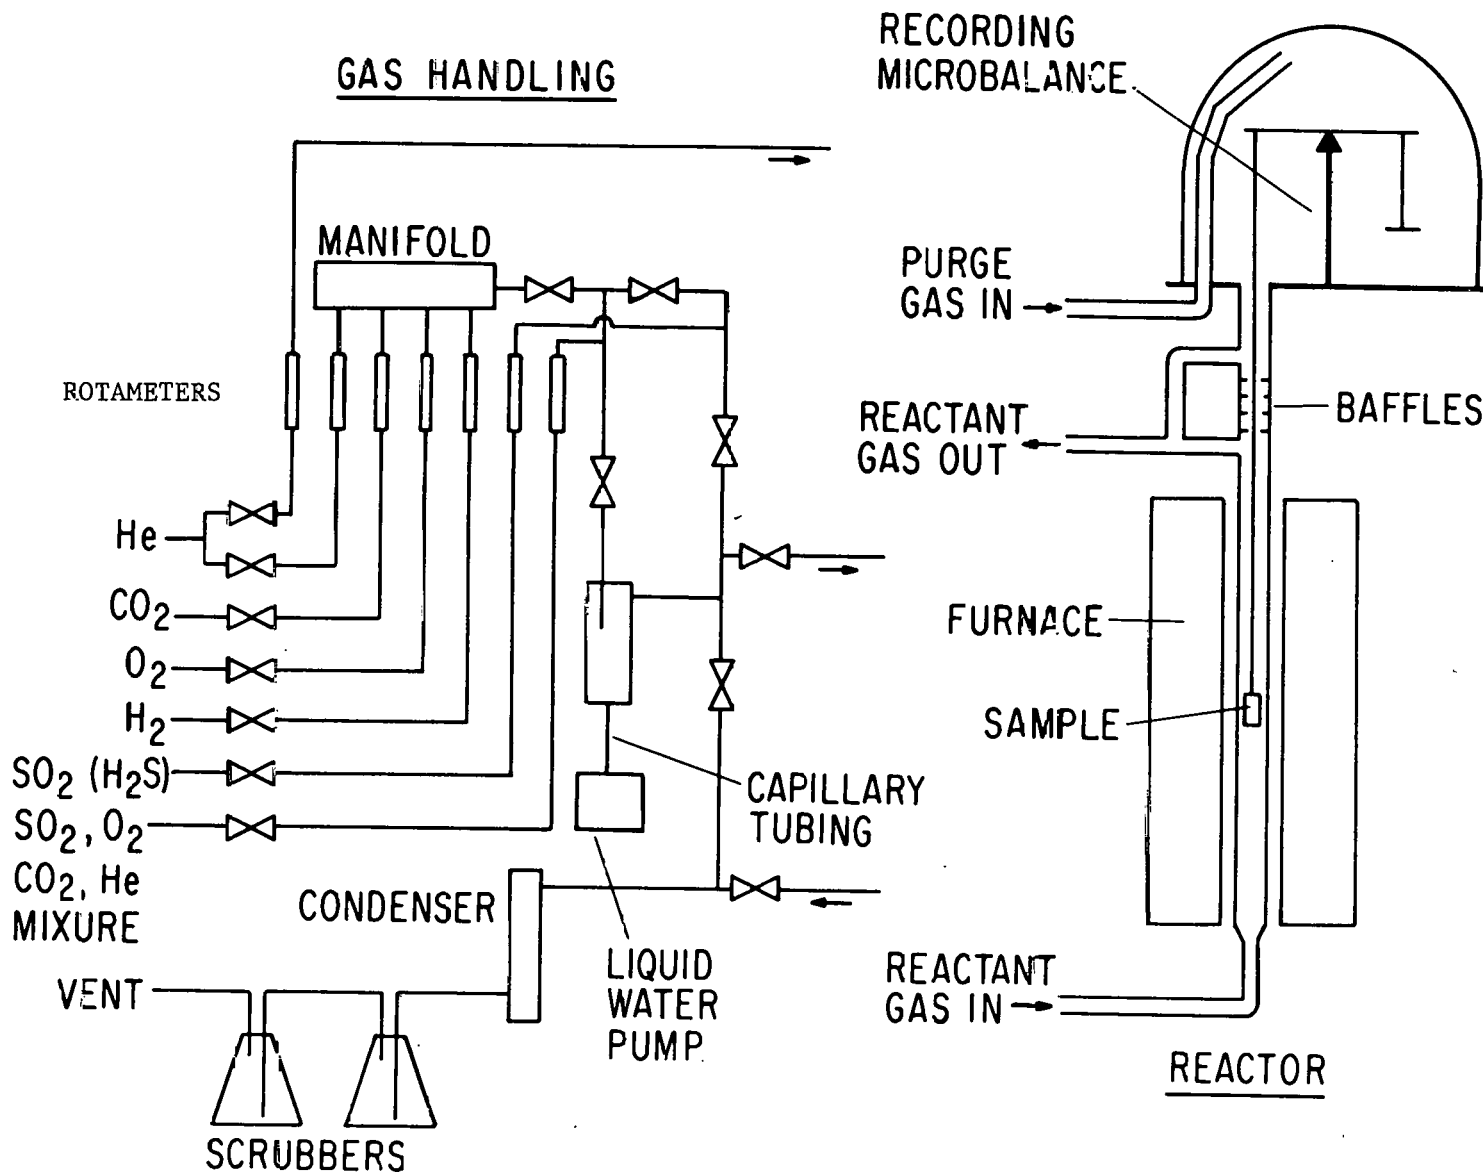 GAS HANDLING
MANIFOLD
ROTAMETERS
He
CO2
O2
H2
SO2 (H2S)
SO2, O2
CO2, He
MIXURE
CONDENSER
VENT
SCRUBBERS
CAPILLARY
TUBING
LIQUID
WATER
PUMP
RECORDING
MICROBALANCE
PURGE
GAS IN
REACTANT
GAS OUT
BAFFLES
FURNACE
SAMPLE
REACTANT
GAS IN
REACTOR